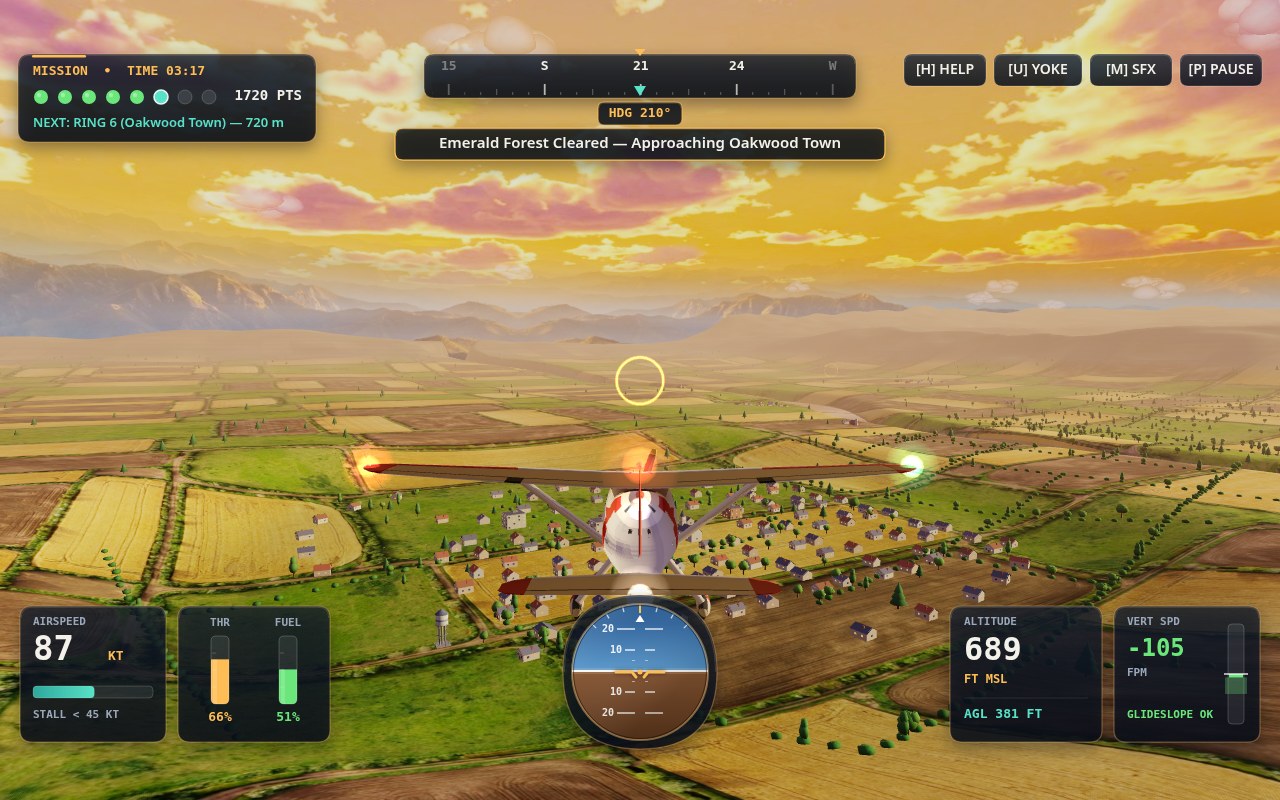 MISSION • TIME 03:17
1720 PTS
NEXT: RING 6 (Oakwood Town) — 720 m
15 S 21 24 W
HDG 210°
Emerald Forest Cleared — Approaching Oakwood Town
[H] HELP
[U] YOKE
[M] SFX
[P] PAUSE
AIRSPEED
87 KT
STALL < 45 KT
THR FUEL
66% 51%
20
10
10
20
ALTITUDE
689
FT MSL
AGL 381 FT
VERT SPD
-105
FPM
GLIDESLOPE OK